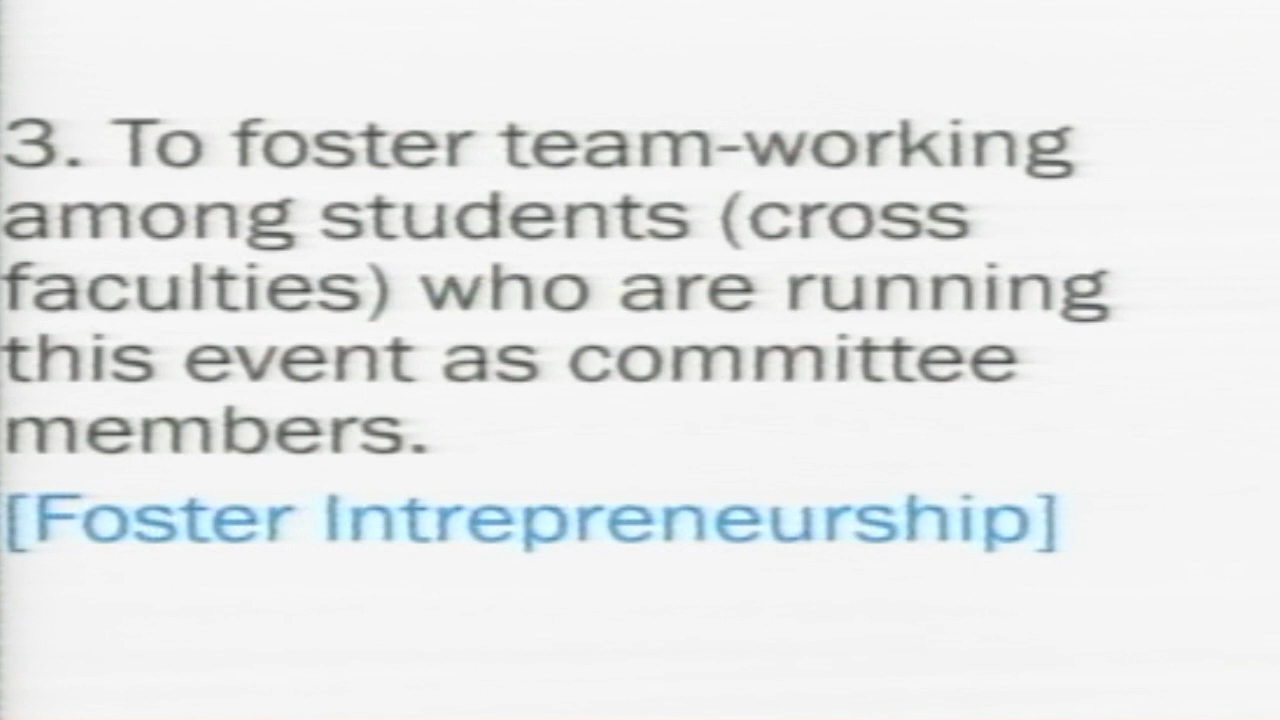 3. To foster team-working
among students (cross
faculties) who are running
this event as committee
members.
[Foster Intrepreneurship]